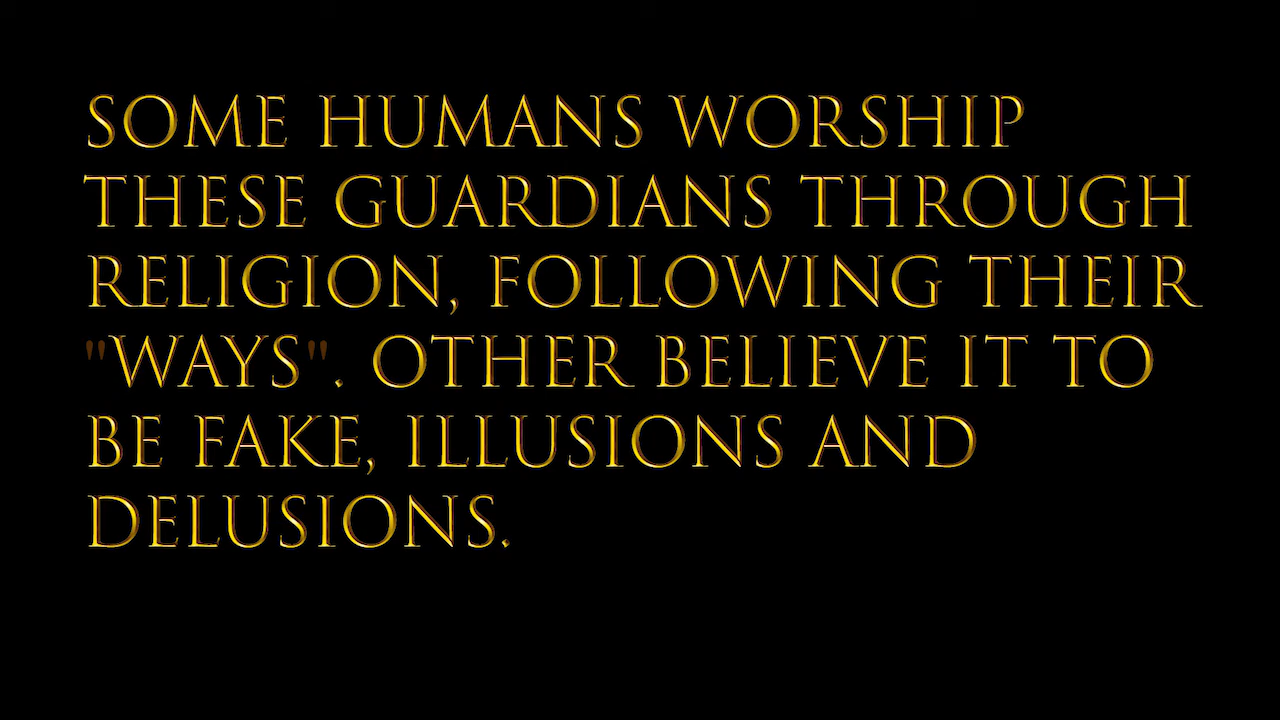 SOME HUMANS WORSHIP
THESE GUARDIANS THROUGH
RELIGION, FOLLOWING THEIR
"WAYS". OTHER BELIEVE IT TO
BE FAKE, ILLUSIONS AND
DELUSIONS.